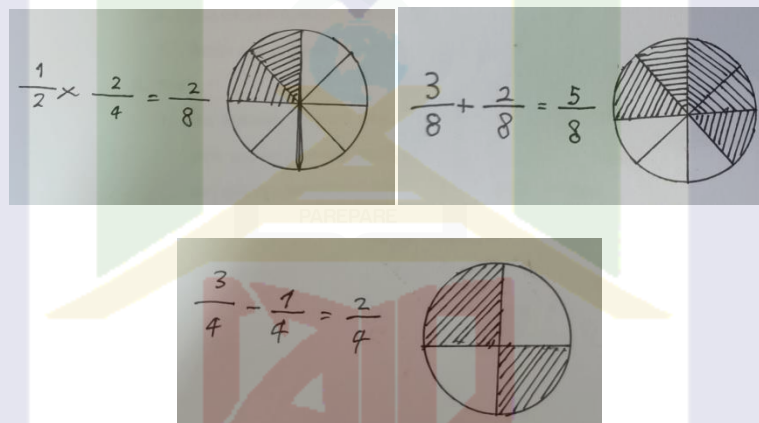 1/2 × 2/4 = 2/8
3/8 + 2/8 = 5/8
PAREPARE
3/4 - 1/4 = 2/4